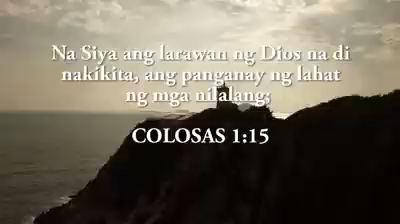 Na Siya ang larawan ng Dios na di
nakikita, ang panganay ng lahat
ng mga nilalang;
COLOSAS 1:15